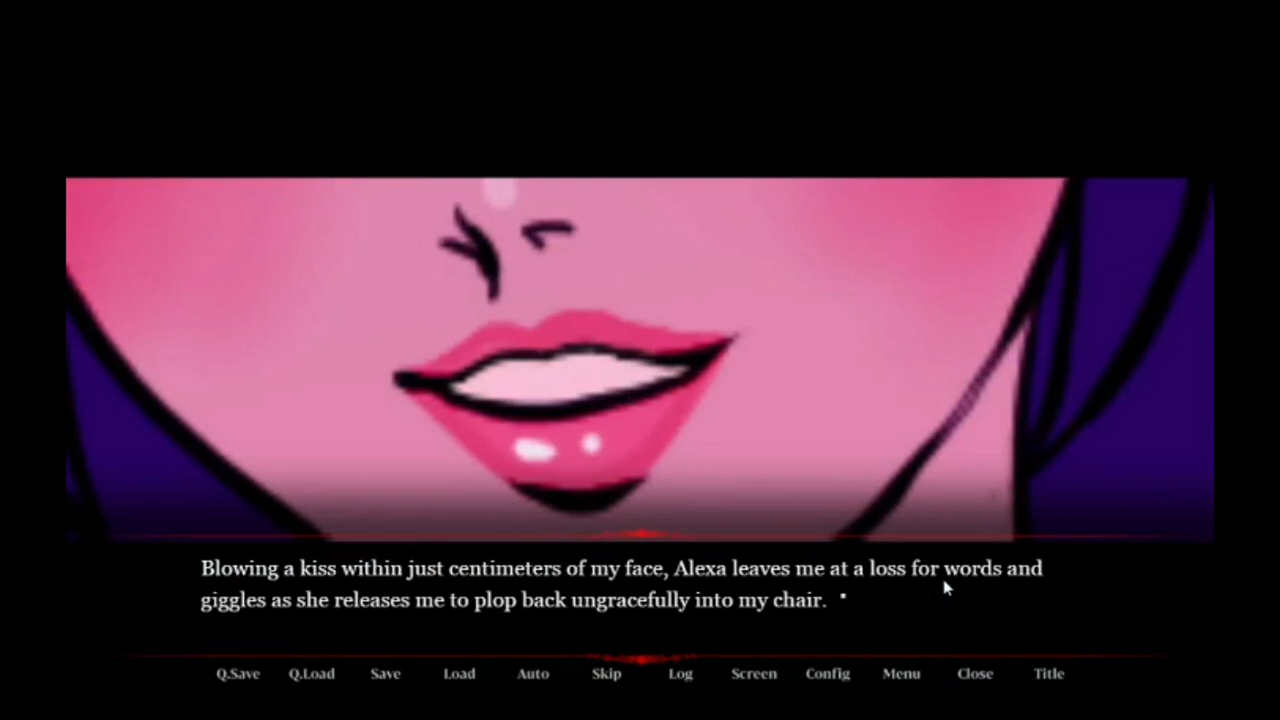 Blowing a kiss within just centimeters of my face, Alexa leaves me at a loss for words and
giggles as she releases me to plop back ungracefully into my chair.
Q.Save Q.Load Save Load Auto Skip Log Screen Config Menu Close Title